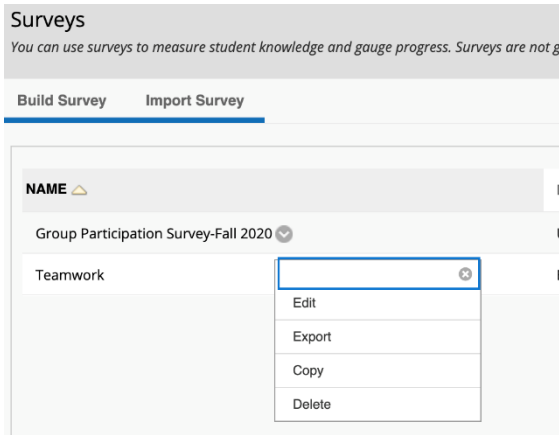 Surveys
You can use surveys to measure student knowledge and gauge progress. Surveys are not
Build Survey Import Survey
NAME
Group Participation Survey-Fall 2020
Teamwork
Edit
Export
Copy
Delete